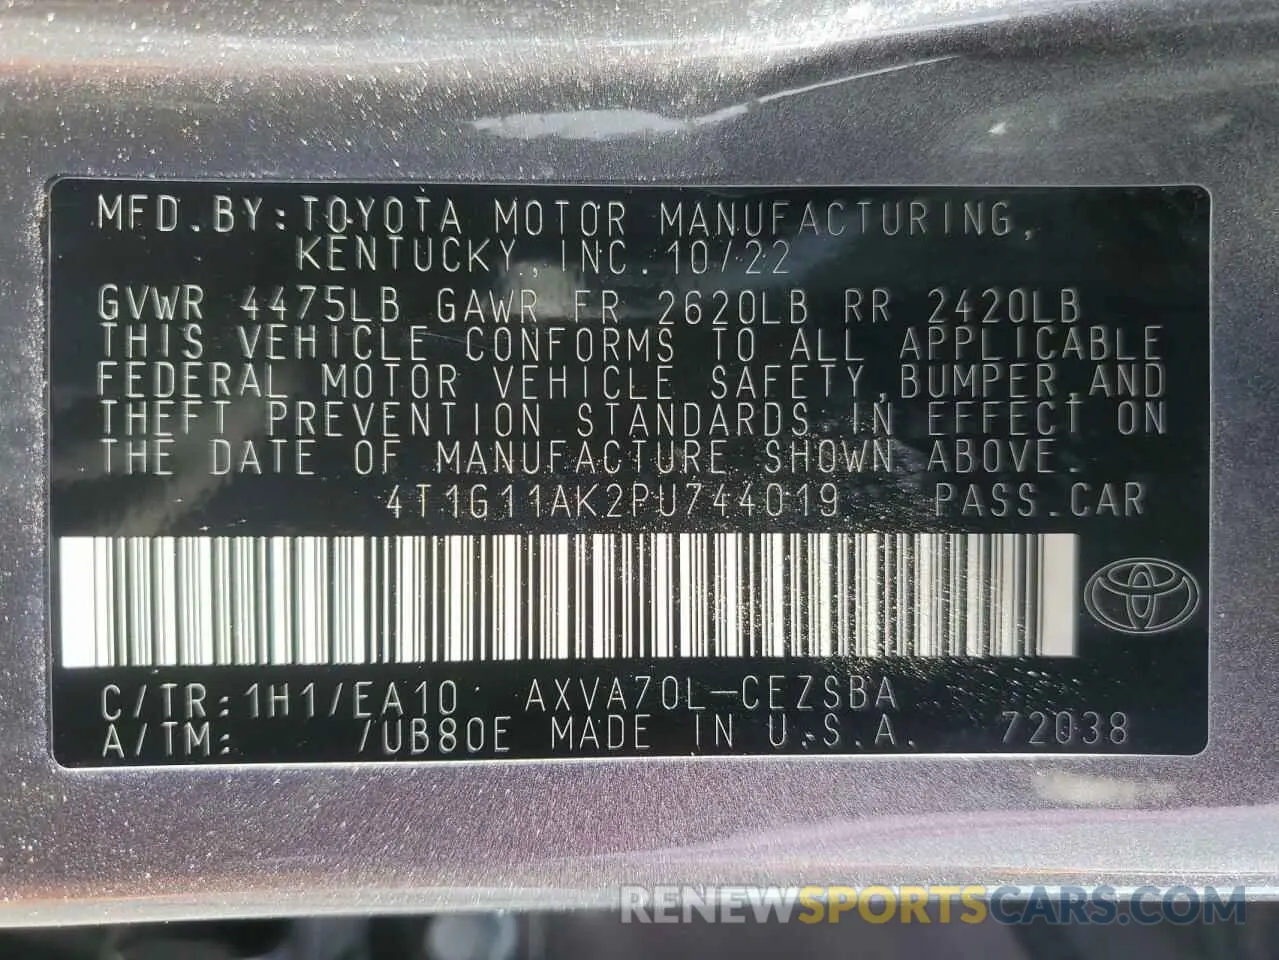 MFD.BY:TOYOTA MOTOR MANUFACTURING,
KENTUCKY,INC.10/22
GVWR 4475LB GAWR FR 2620LB RR 2420LB
THIS VEHICLE CONFORMS TO ALL APPLICABLE
FEDERAL MOTOR VEHICLE SAFETY,BUMPER,AND
THEFT PREVENTION STANDARDS IN EFFECT ON
THE DATE OF MANUFACTURE SHOWN ABOVE.
4T1G11AK2PU744019 PASS.CAR
C/TR:1H1/EA10 AXVA70L-CEZSBA
A/TM: /UB80E MADE IN U.S.A. 72038
RENEWSPORTSCARS.COM